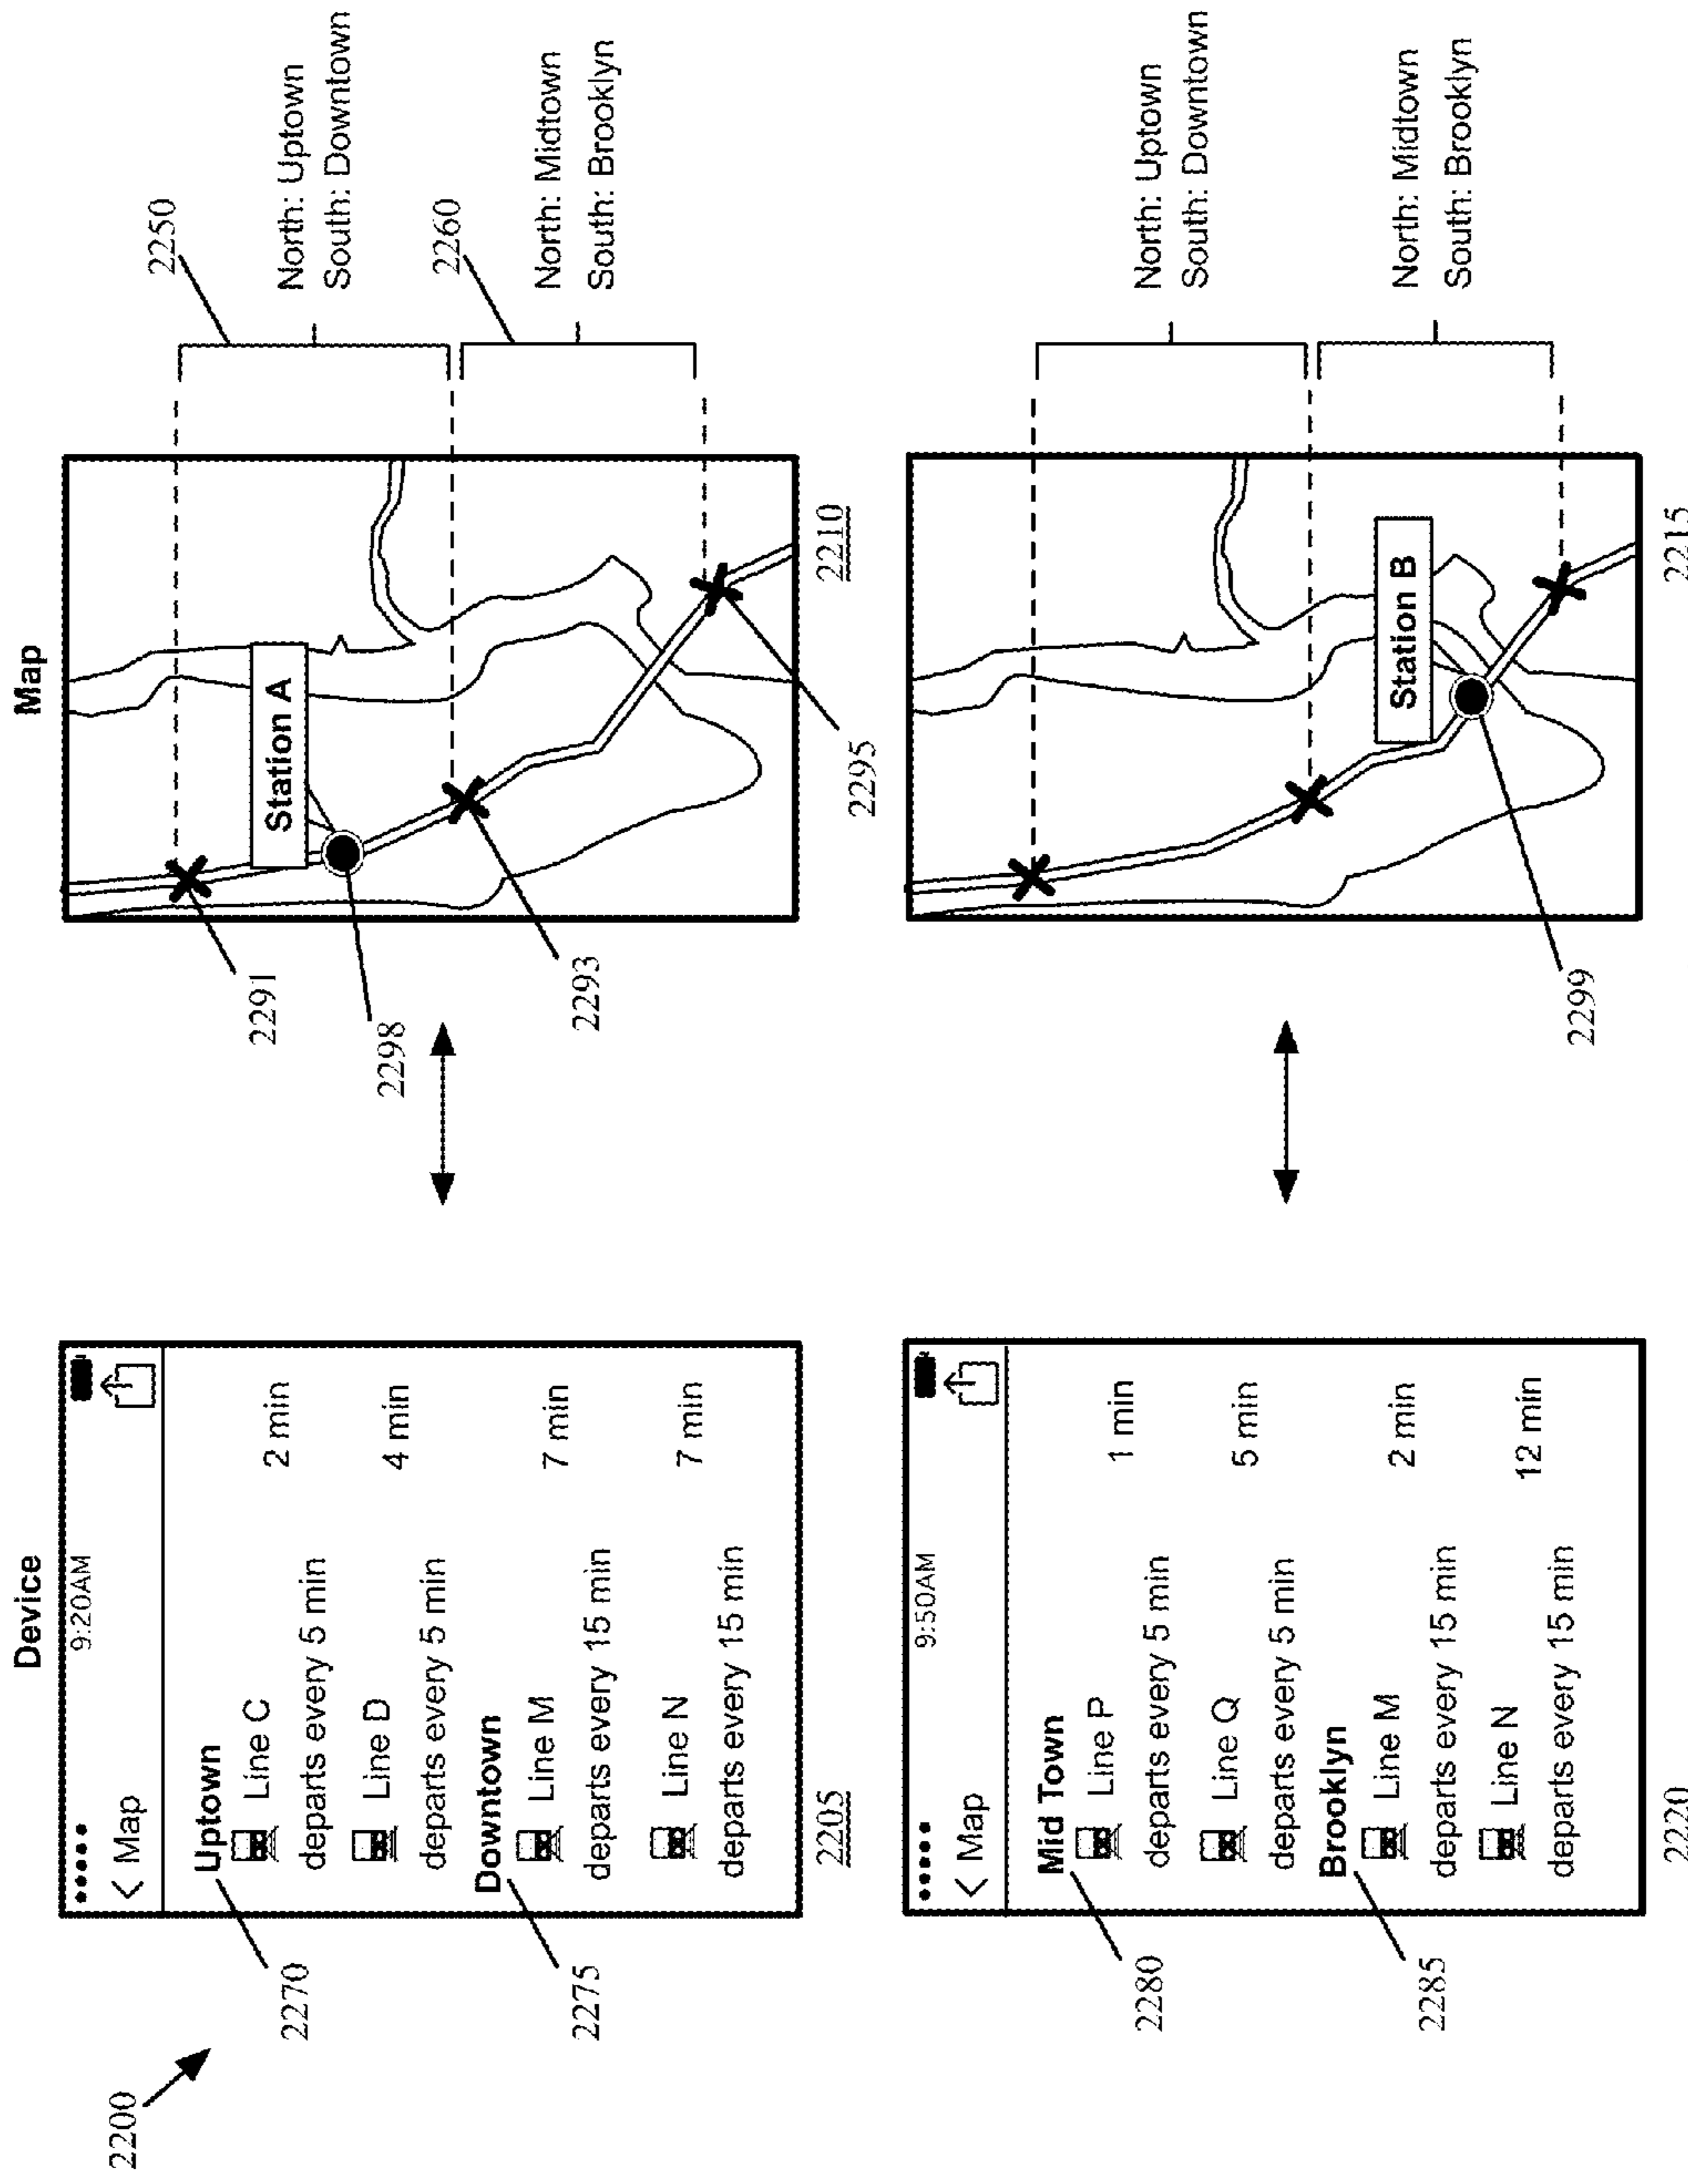 2200
Device
Map
9:20AM
< Map
Uptown
Line C
2 min
departs every 5 min
Line D
4 min
departs every 5 min
Downtown
Line M
7 min
departs every 15 min
Line N
7 min
departs every 15 min
2270
2275
2205
Station A
2291
2298
2293
2295
2210
2250
North: Uptown
South: Downtown
2260
North: Midtown
South: Brooklyn
9:50AM
< Map
Mid Town
Line P
1 min
departs every 5 min
Line Q
5 min
departs every 5 min
Brooklyn
Line M
2 min
departs every 15 min
Line N
12 min
departs every 15 min
2280
2285
2220
Station B
2299
2215
North: Uptown
South: Downtown
North: Midtown
South: Brooklyn